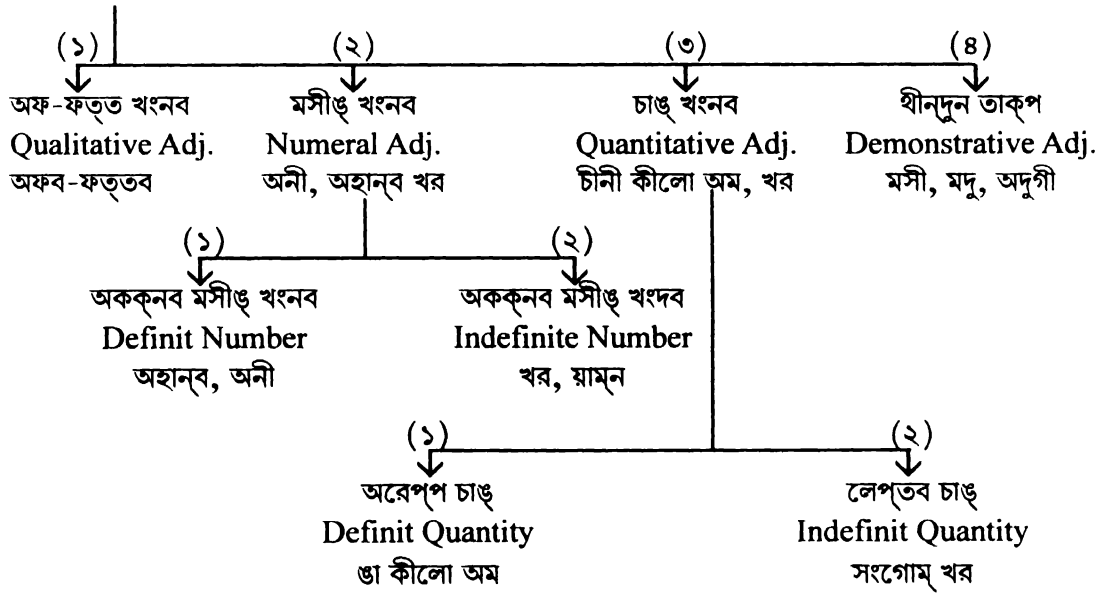 (১) (২) (৩) (৪)
অফ-ফত্ত খংনব মসীঙ খংনব চাঙ খংনব থীন্দুন তাক্প
Qualitative Adj. Numeral Adj. Quantitative Adj. Demonstrative Adj.
অফব-ফত্তব অনী, অহান্ব খর চীনী কীলো অম, খর মসী, মদু, অদুগী
(১) (২)
অকক্নব মসীঙ খংনব অকক্নব মসীঙ খংদব
Definit Number Indefinite Number
অহান্ব, অনী খর, য়াম্ন
(১) (২)
অরেপ্প চাঙ লেপ্তব চাঙ
Definit Quantity Indefinit Quantity
ঙা কীলো অম সংগোম্ খর